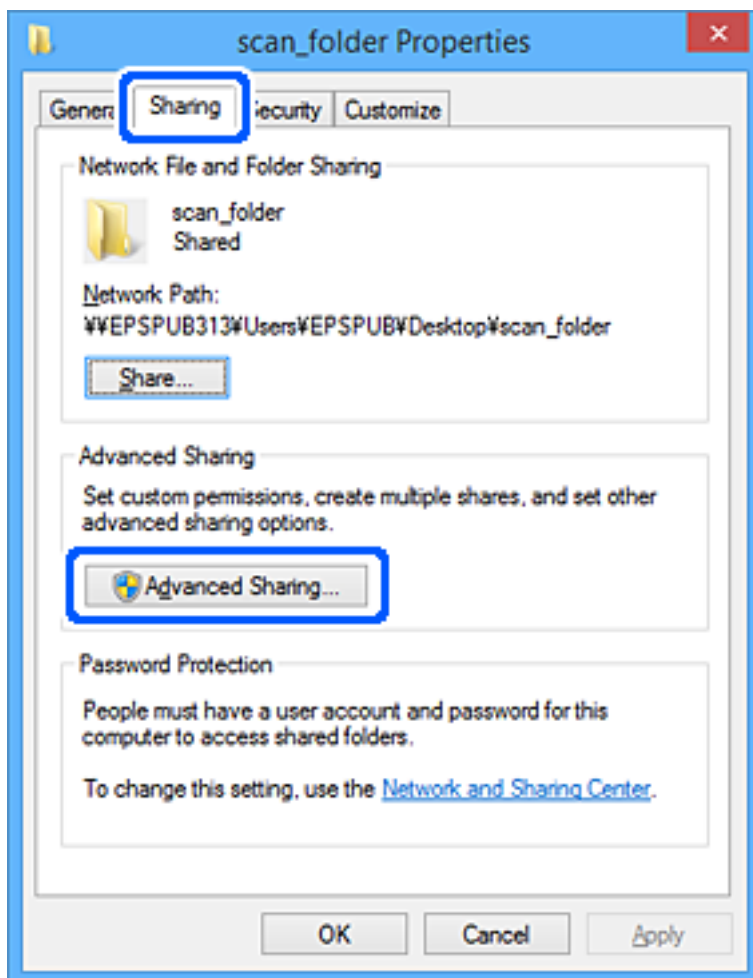 scan_folder Properties
General Sharing Security Customize
Network File and Folder Sharing
scan_folder
Shared
Network Path:
¥¥EPSPUB313¥Users¥EPSPUB¥Desktop¥scan_folder
Share...
Advanced Sharing
Set custom permissions, create multiple shares, and set other
advanced sharing options.
Advanced Sharing...
Password Protection
People must have a user account and password for this
computer to access shared folders.
To change this setting, use the Network and Sharing Center.
OK Cancel Apply